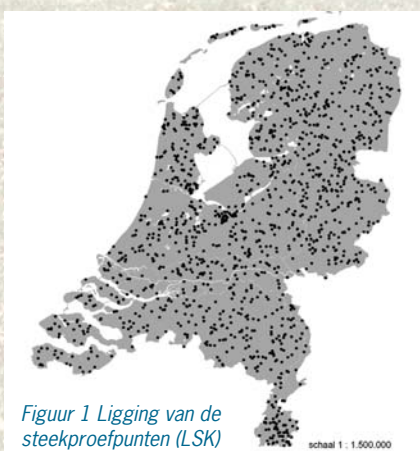 Figuur 1 Ligging van de
steekproefpunten (LSK)
schaal 1 : 1.500.000